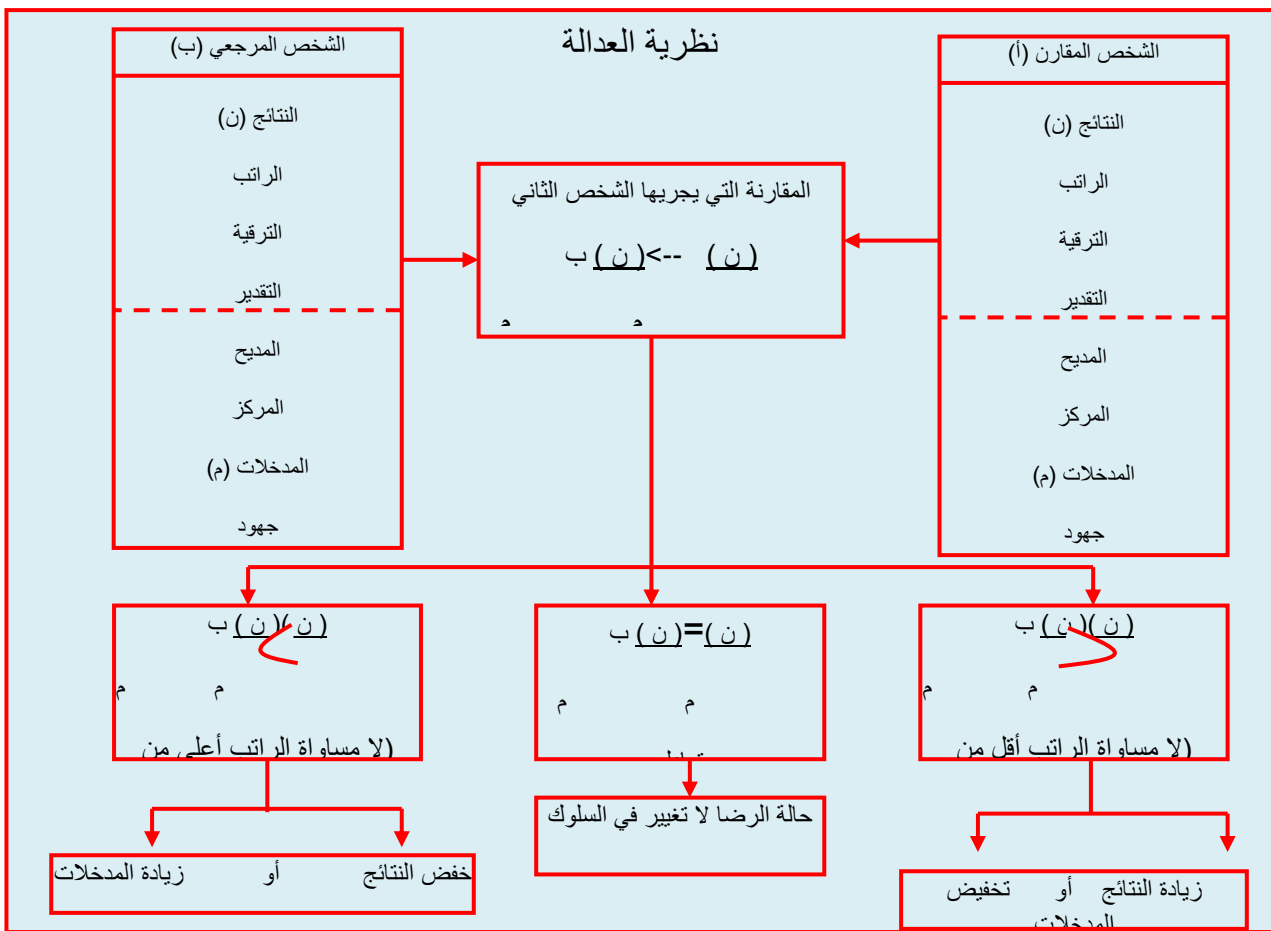 نظرية العدالة
الشخص المقارن (أ)
النتائج (ن)
الراتب
الترقية
التقدير
المديح
المركز
المدخلات (م)
جهود
المقارنة التي يجريها الشخص الثاني
( ن ) --><( ن ) ب
م م
الشخص المرجعي (ب)
النتائج (ن)
الراتب
الترقية
التقدير
المديح
المركز
المدخلات (م)
جهود
( ن )( ن ) ب
م م
(لا مساواة الراتب أقل من
( ن )=( ن ) ب
م م
( ن )( ن ) ب
م م
(لا مساواة الراتب أعلى من
زيادة النتائج أو تخفيض
المدخلات
حالة الرضا لا تغيير في السلوك
خفض النتائج أو زيادة المدخلات